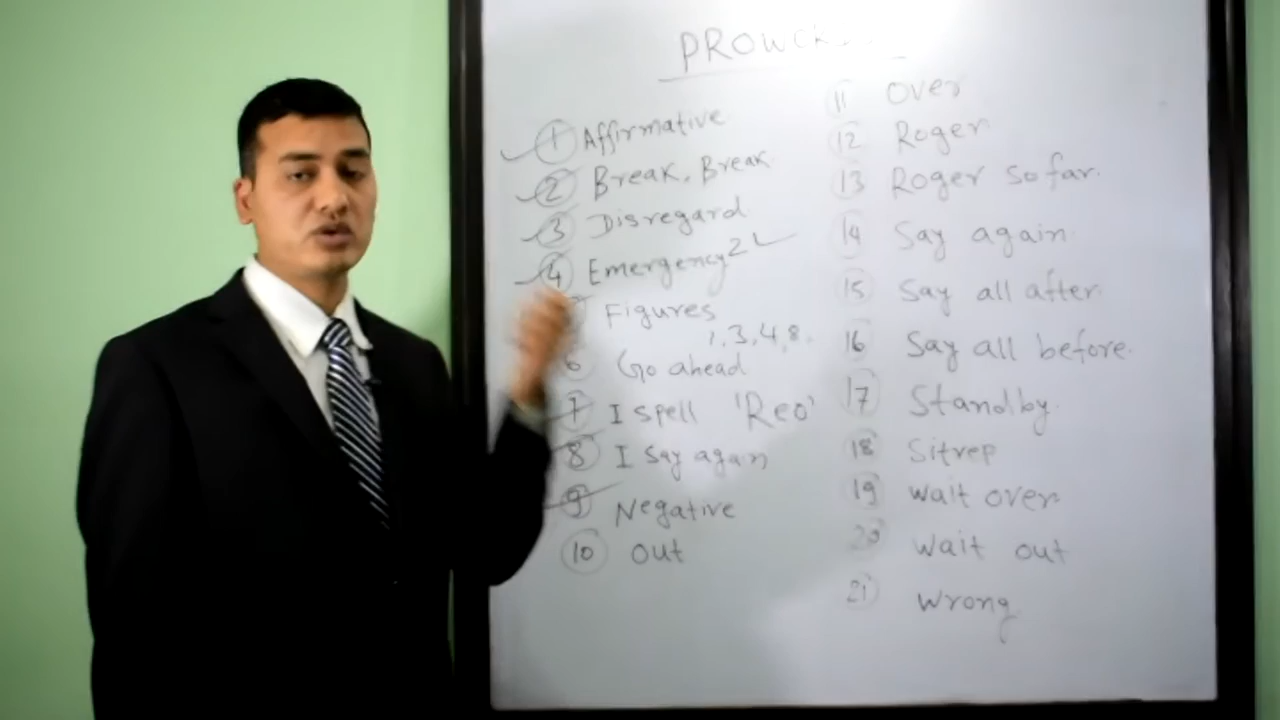 ① Affirmative
② Break, Break
③ Disregard
④ Emergency 2
Figures
1, 3, 4, 8.
6 Go ahead
7 I spell 'Reo'
8 I say again
9 Negative
⑩ out
11 Over
12 Roger
13 Roger so far.
14 Say again
15 Say all after.
16 Say all before.
17 Standby.
18 Sitrep
19 wait over
20 wait out
21 wrong